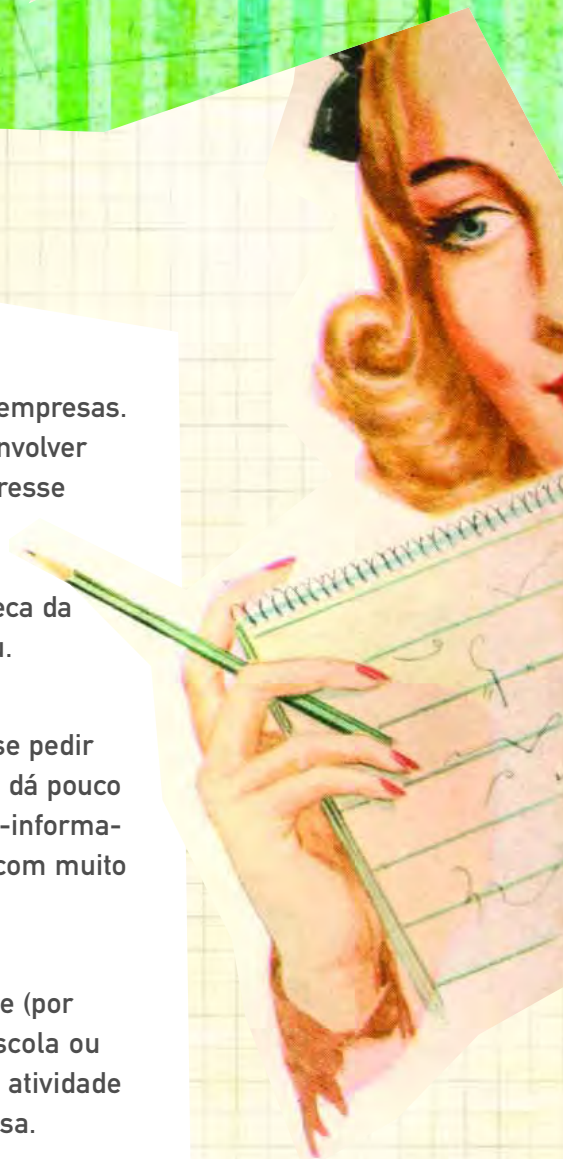 empresas.
nvolver
resse
eca da
u.
se pedir
dá pouco
-informa-
com muito
e (por
scola ou
atividade
sa.